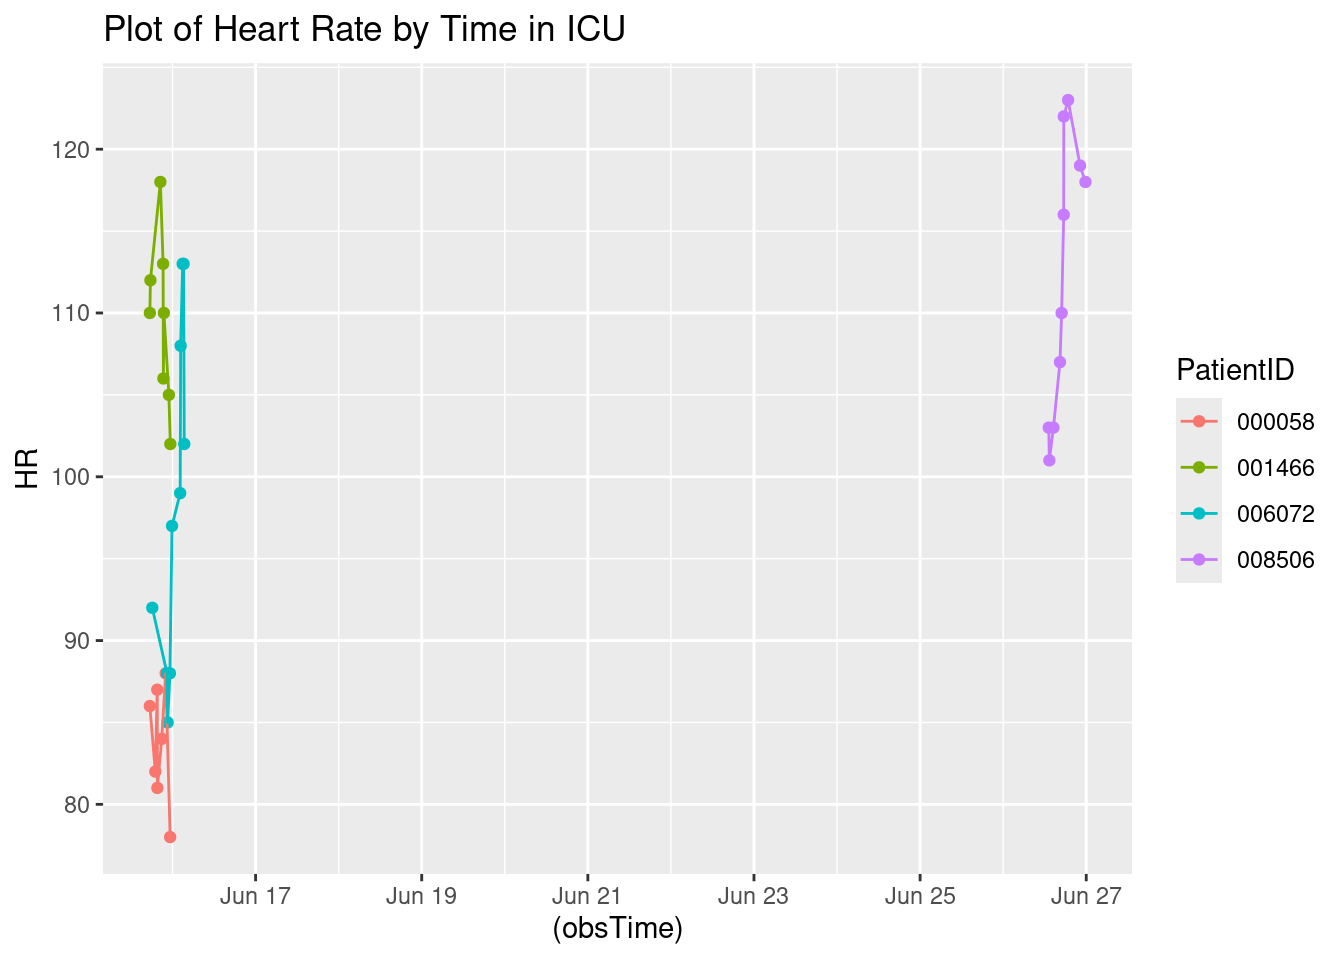 Plot of Heart Rate by Time in ICU
120
110
100
90
80
HR
Jun 17 Jun 19 Jun 21 Jun 23 Jun 25 Jun 27
(obsTime)
PatientID
000058
001466
006072
008506